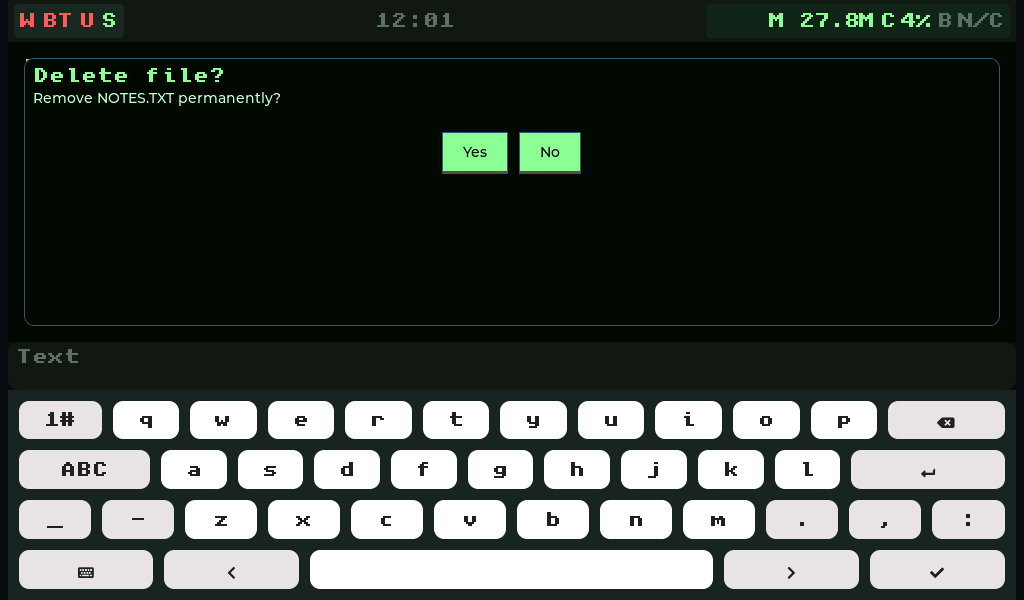 W BT U S 12:01 M 27.8M C 4% B N/C
Delete file?
Remove NOTES.TXT permanently?
Yes No
Text
1# q w e r t y u i o p
ABC a s d f g h j k l
_ - z x c v b n m . , :
< >